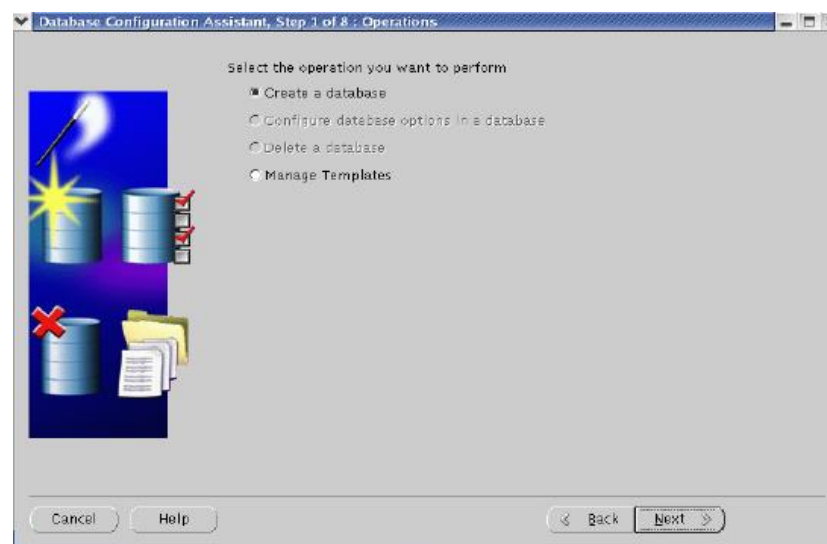 Database Configuration Assistant, Step 1 of 8 : Operations
Select the operation you want to perform
Create a database
Configure database options in a database
Delete a database
Manage Templates
Cancel
Help
Back
Next